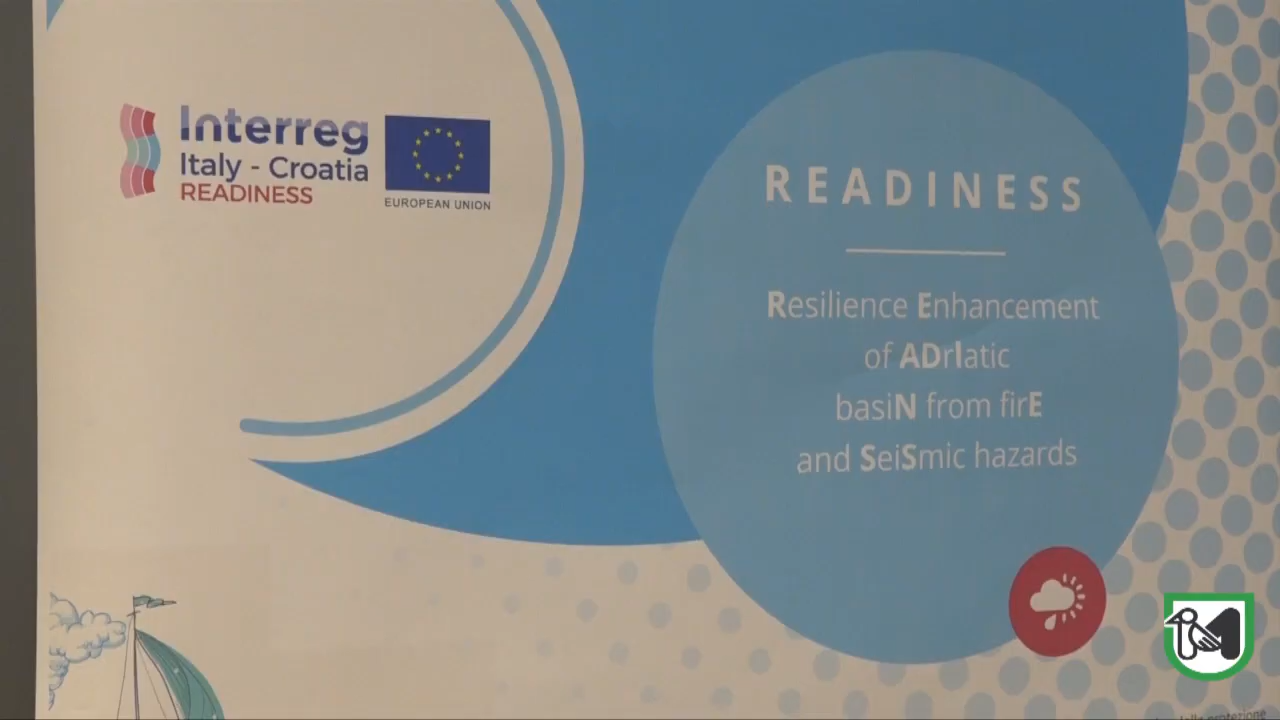 Interreg
Italy - Croatia
READINESS
EUROPEAN UNION
READINESS
Resilience Enhancement
of ADrIatic
basiN from firE
and SeiSmic hazards